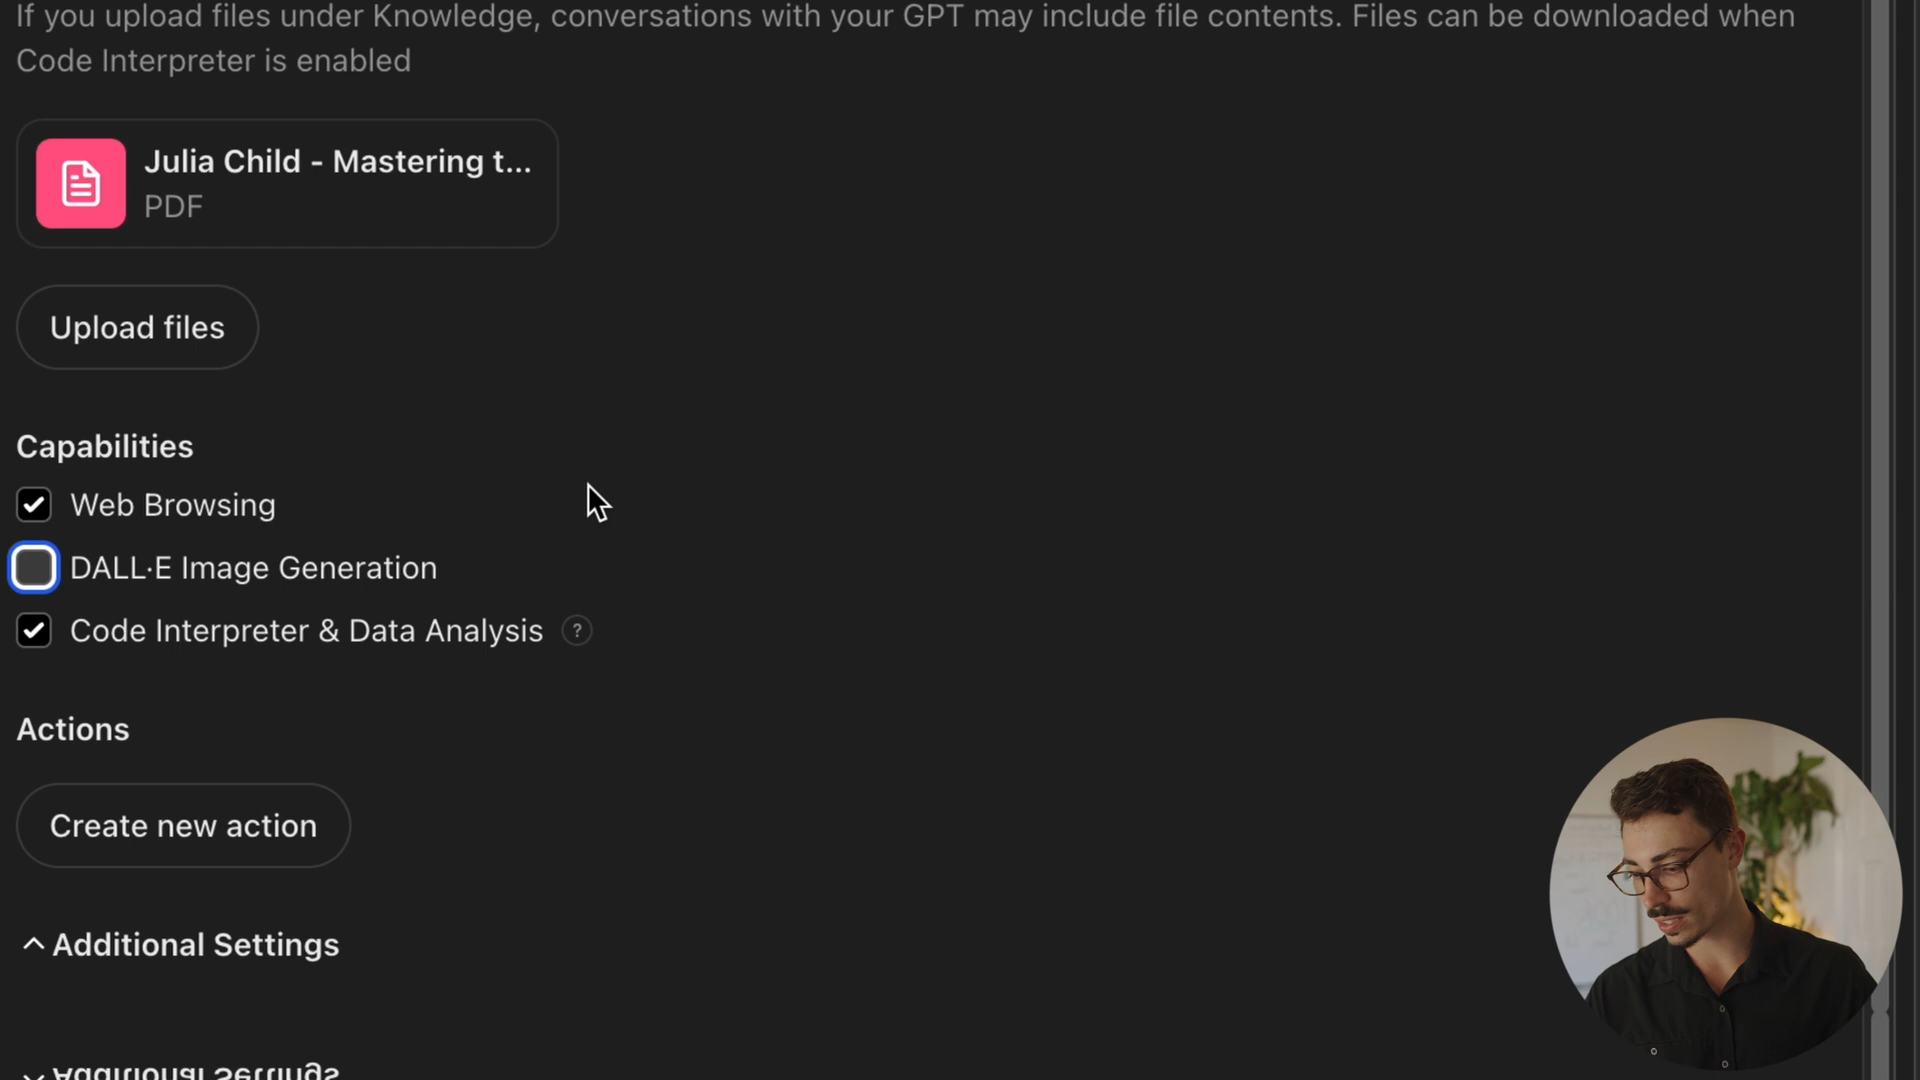 If you upload files under Knowledge, conversations with your GPT may include file contents. Files can be downloaded when
Code Interpreter is enabled
Julia Child - Mastering t...
PDF
Upload files
Capabilities
Web Browsing
DALL·E Image Generation
Code Interpreter & Data Analysis ?
Actions
Create new action
Additional Settings
Additional Settings